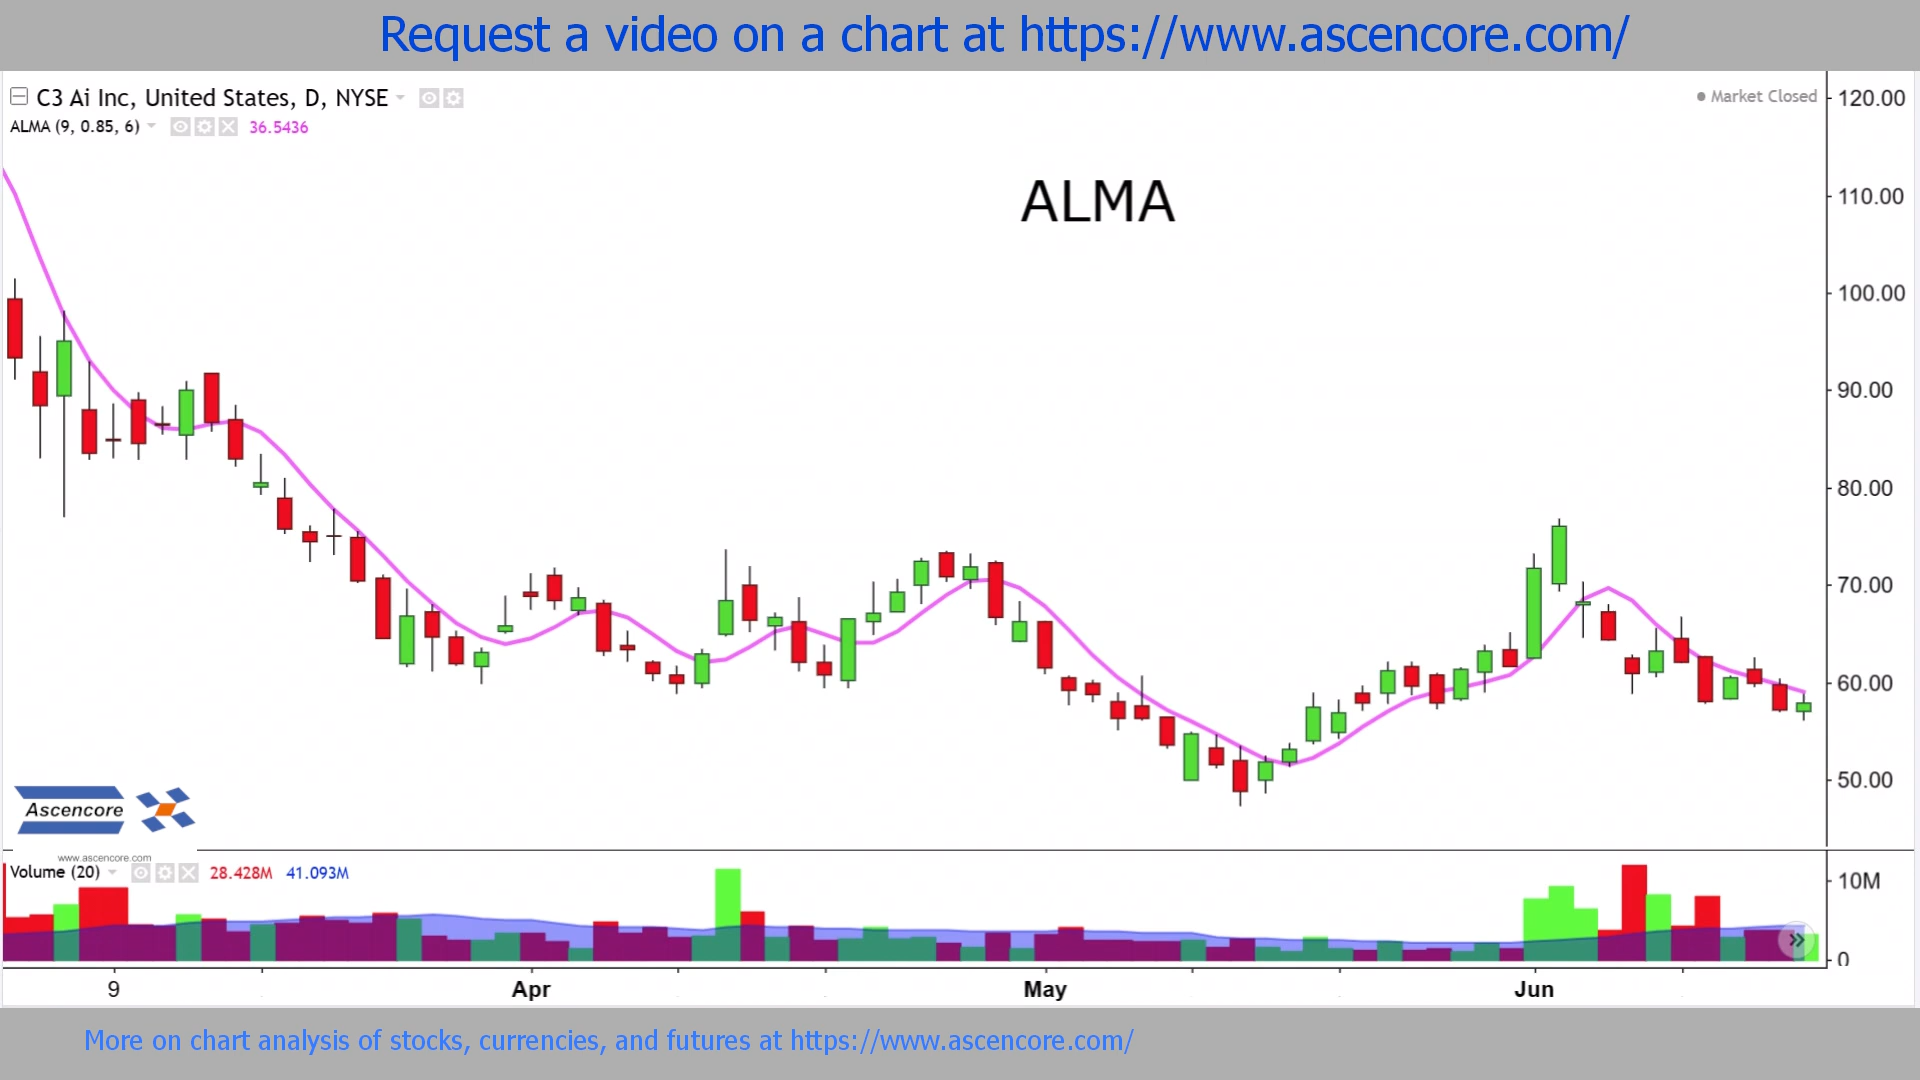 Request a video on a chart at https://www.ascencore.com/
C3 Ai Inc, United States, D, NYSE
Market Closed
ALMA (9, 0.85, 6) 36.5436
ALMA
120.00
110.00
100.00
90.00
80.00
70.00
60.00
50.00
Ascencore
www.ascencore.com
Volume (20) 28.428M 41.093M
10M
0
9 Apr May Jun
More on chart analysis of stocks, currencies, and futures at https://www.ascencore.com/